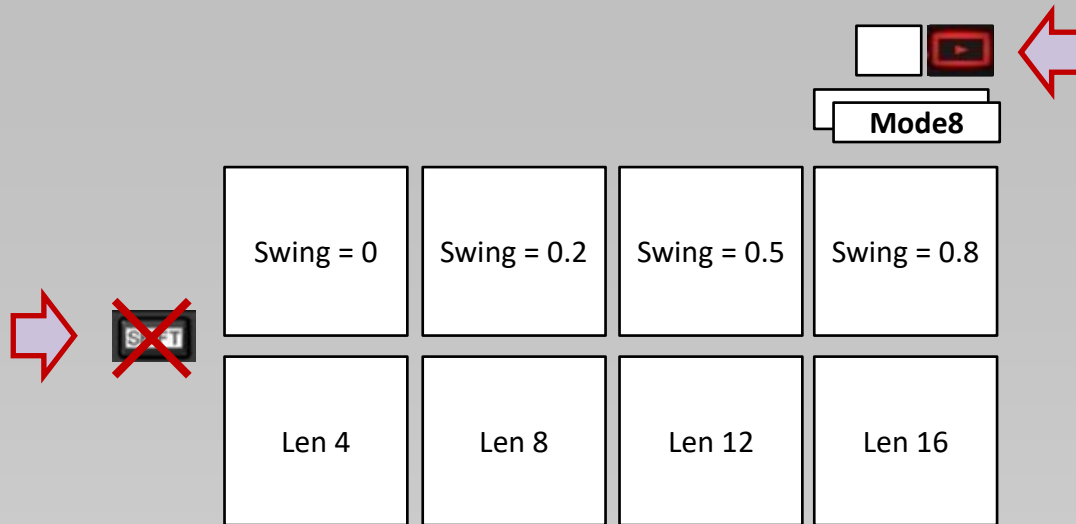 Mode8
Swing = 0
Swing = 0.2
Swing = 0.5
Swing = 0.8
Len 4
Len 8
Len 12
Len 16